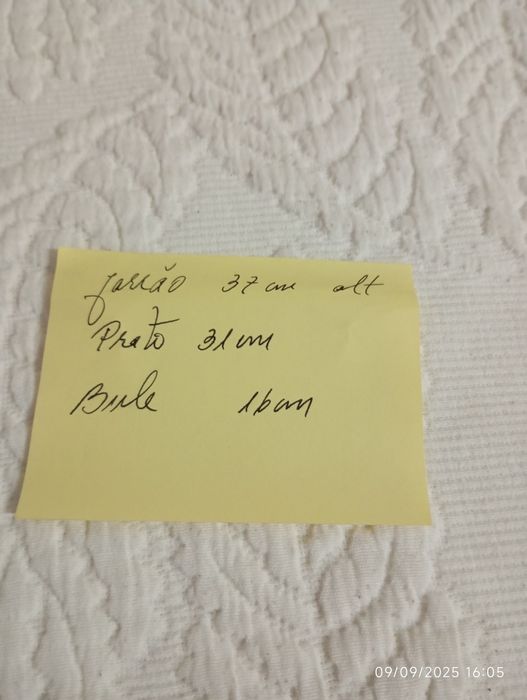 Jarrão 37 cm alt
Prato 31 cm
Bule 16 cm
09/09/2025 16:05